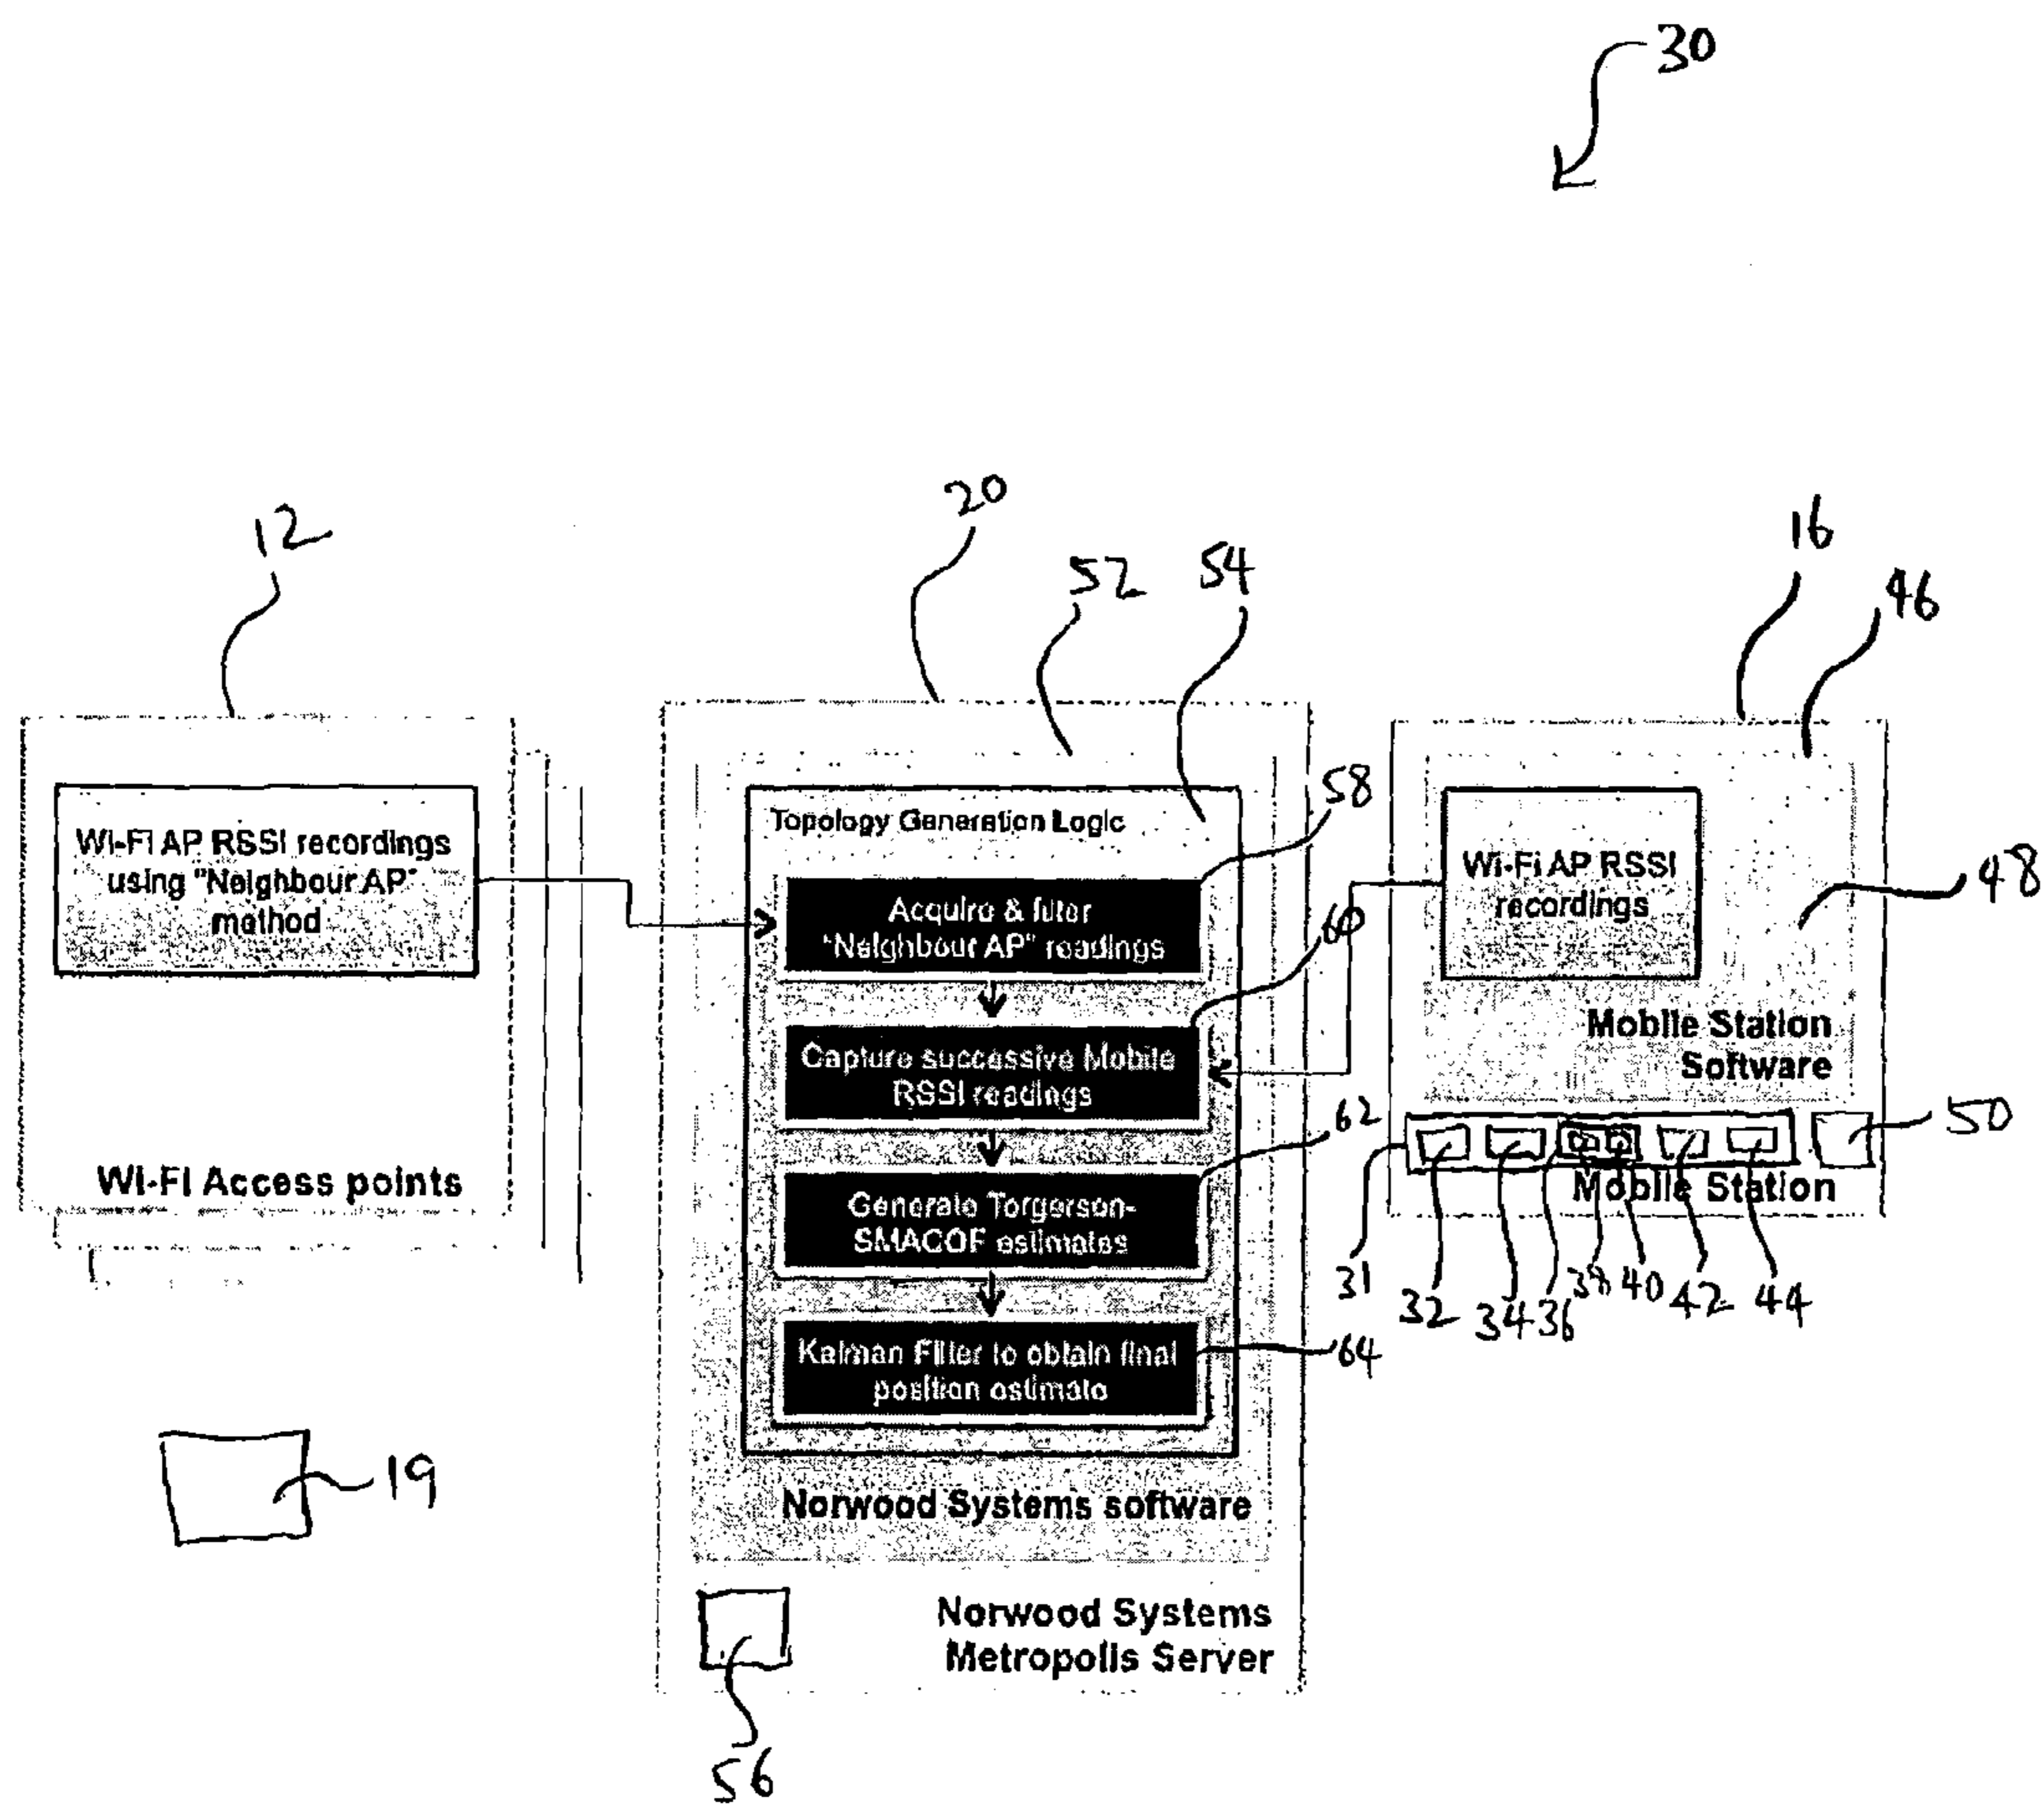 30
12
20
52
54
16
46
58
Topology Generation Logic
Wi-Fi AP RSSI recordings
using "Neighbour AP"
method
Acquire & filter
"Neighbour AP" readings
60
Wi-Fi AP RSSI
recordings
48
Capture successive Mobile
RSSI readings
Mobile Station
Software
62
50
Wi-Fi Access points
Generate Torgerson-
SMACOF estimates
Mobile Station
31
32
34
36
38
40
42
44
Kalman Filter to obtain final
position estimate
64
19
Norwood Systems software
Norwood Systems
Metropolis Server
56